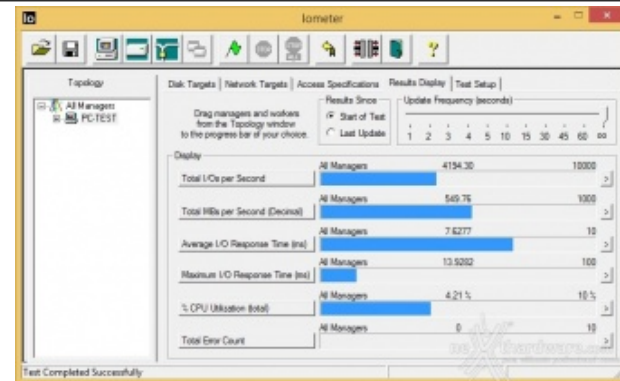 Io
Iometer
Topology
All Managers
PC-TEST
Disk Targets
Network Targets
Access Specifications
Results Display
Test Setup
Drag managers and workers
from the Topology window
to the progress bar of your choice.
Results Since
Start of Test
Last Update
Update Frequency (seconds)
1 2 3 4 5 10 15 30 45 60 oo
Display
All Managers 4154.30 10000
Total I/Os per Second >
All Managers 549.76 1000
Total MBs per Second (Decimal) >
All Managers 7.6277 10
Average I/O Response Time (ms) >
All Managers 13.9282 100
Maximum I/O Response Time (ms) >
All Managers 4.21 % 10 %
% CPU Utilization (total) >
All Managers 0 10
Total Error Count >
Test Completed Successfully